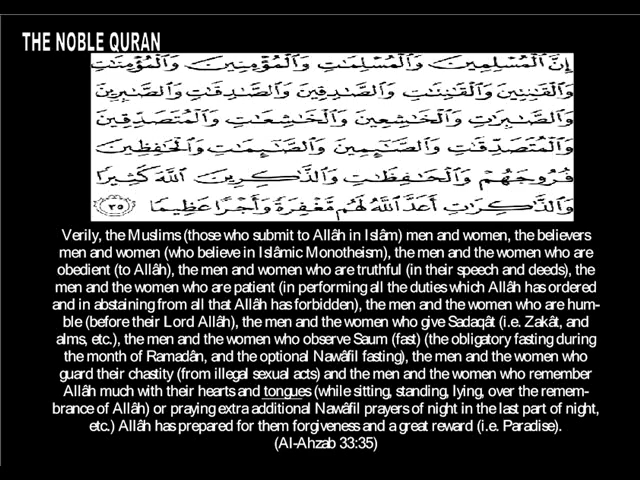 THE NOBLE QURAN
إِنَّ الْمُسْلِمِينَ وَالْمُسْلِمَاتِ وَالْمُؤْمِنِينَ وَالْمُؤْمِنَاتِ
وَالْقَانِتِينَ وَالْقَانِتَاتِ وَالصَّادِقِينَ وَالصَّادِقَاتِ وَالصَّابِرِينَ
وَالصَّابِرَاتِ وَالْخَاشِعِينَ وَالْخَاشِعَاتِ وَالْمُتَصَدِّقِينَ
وَالْمُتَصَدِّقَاتِ وَالصَّائِمِينَ وَالصَّائِمَاتِ وَالْحَافِظِينَ
فُرُوجَهُمْ وَالْحَافِظَاتِ وَالذَّاكِرِينَ اللَّهَ كَثِيرًا
وَالذَّاكِرَاتِ أَعَدَّ اللَّهُ لَهُم مَّغْفِرَةً وَأَجْرًا عَظِيمًا ٣٥
Verily, the Muslims (those who submit to Allâh in Islâm) men and women, the believers
men and women (who believe in Islâmic Monotheism), the men and the women who are
obedient (to Allâh), the men and women who are truthful (in their speech and deeds), the
men and the women who are patient (in performing all the duties which Allâh has ordered
and in abstaining from all that Allâh has forbidden), the men and the women who are hum-
ble (before their Lord Allâh), the men and the women who give Sadaqât (i.e. Zakât, and
alms, etc.), the men and the women who observe Saum (fast) (the obligatory fasting during
the month of Ramadân, and the optional Nawâfil fasting), the men and the women who
guard their chastity (from illegal sexual acts) and the men and the women who remember
Allâh much with their hearts and tongues (while sitting, standing, lying, over the remem-
brance of Allâh) or praying extra additional Nawâfil prayers of night in the last part of night,
etc.) Allâh has prepared for them forgiveness and a great reward (i.e. Paradise).
(Al-Ahzab 33:35)